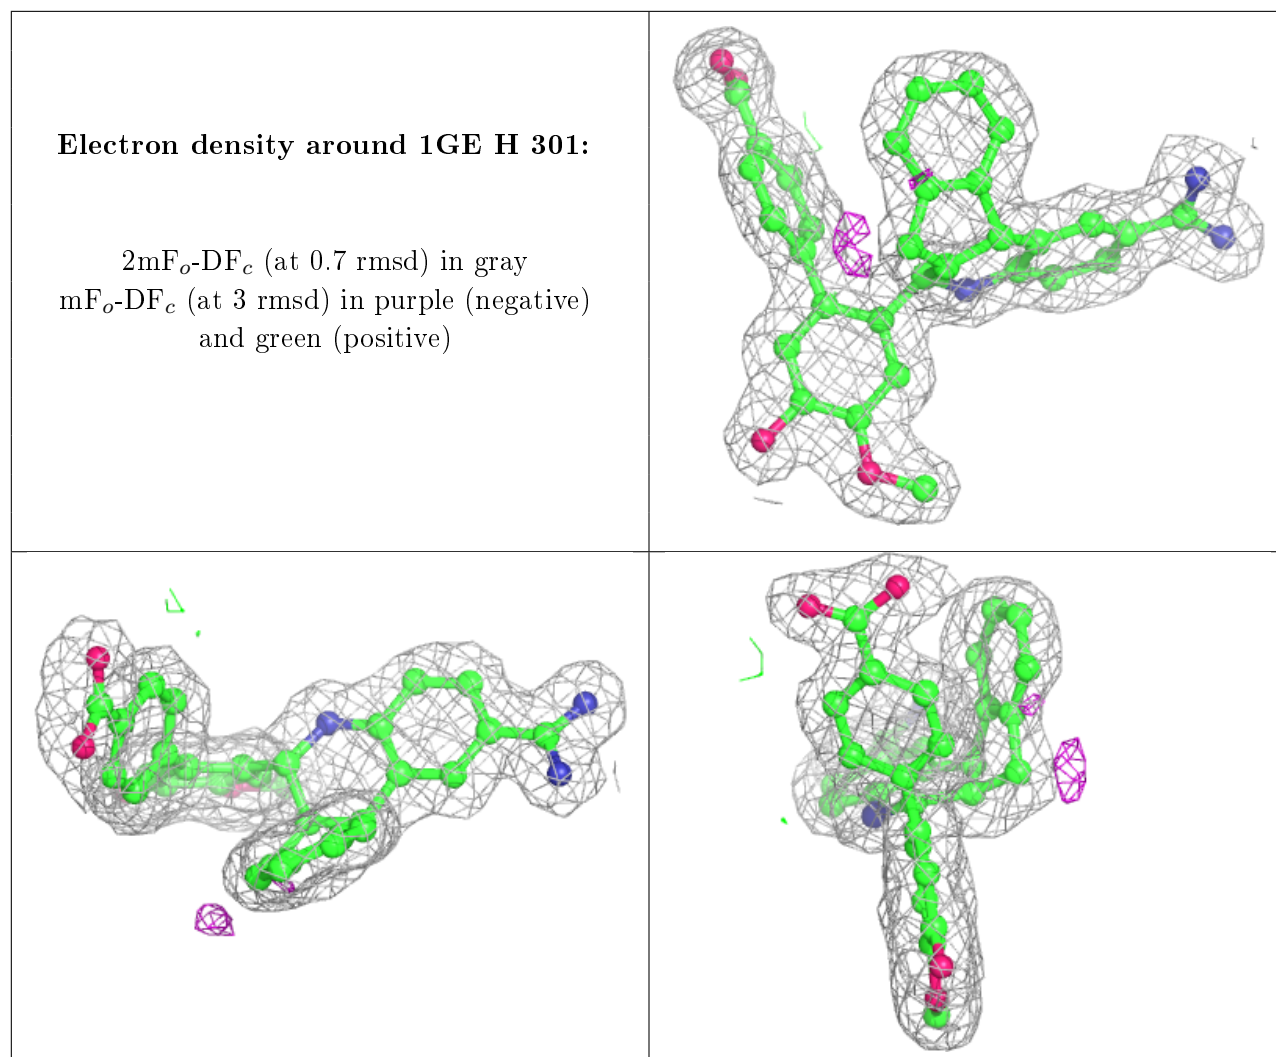 Electron density around 1GE H 301:
2mFo-DFc (at 0.7 rmsd) in gray
mFo-DFc (at 3 rmsd) in purple (negative)
and green (positive)